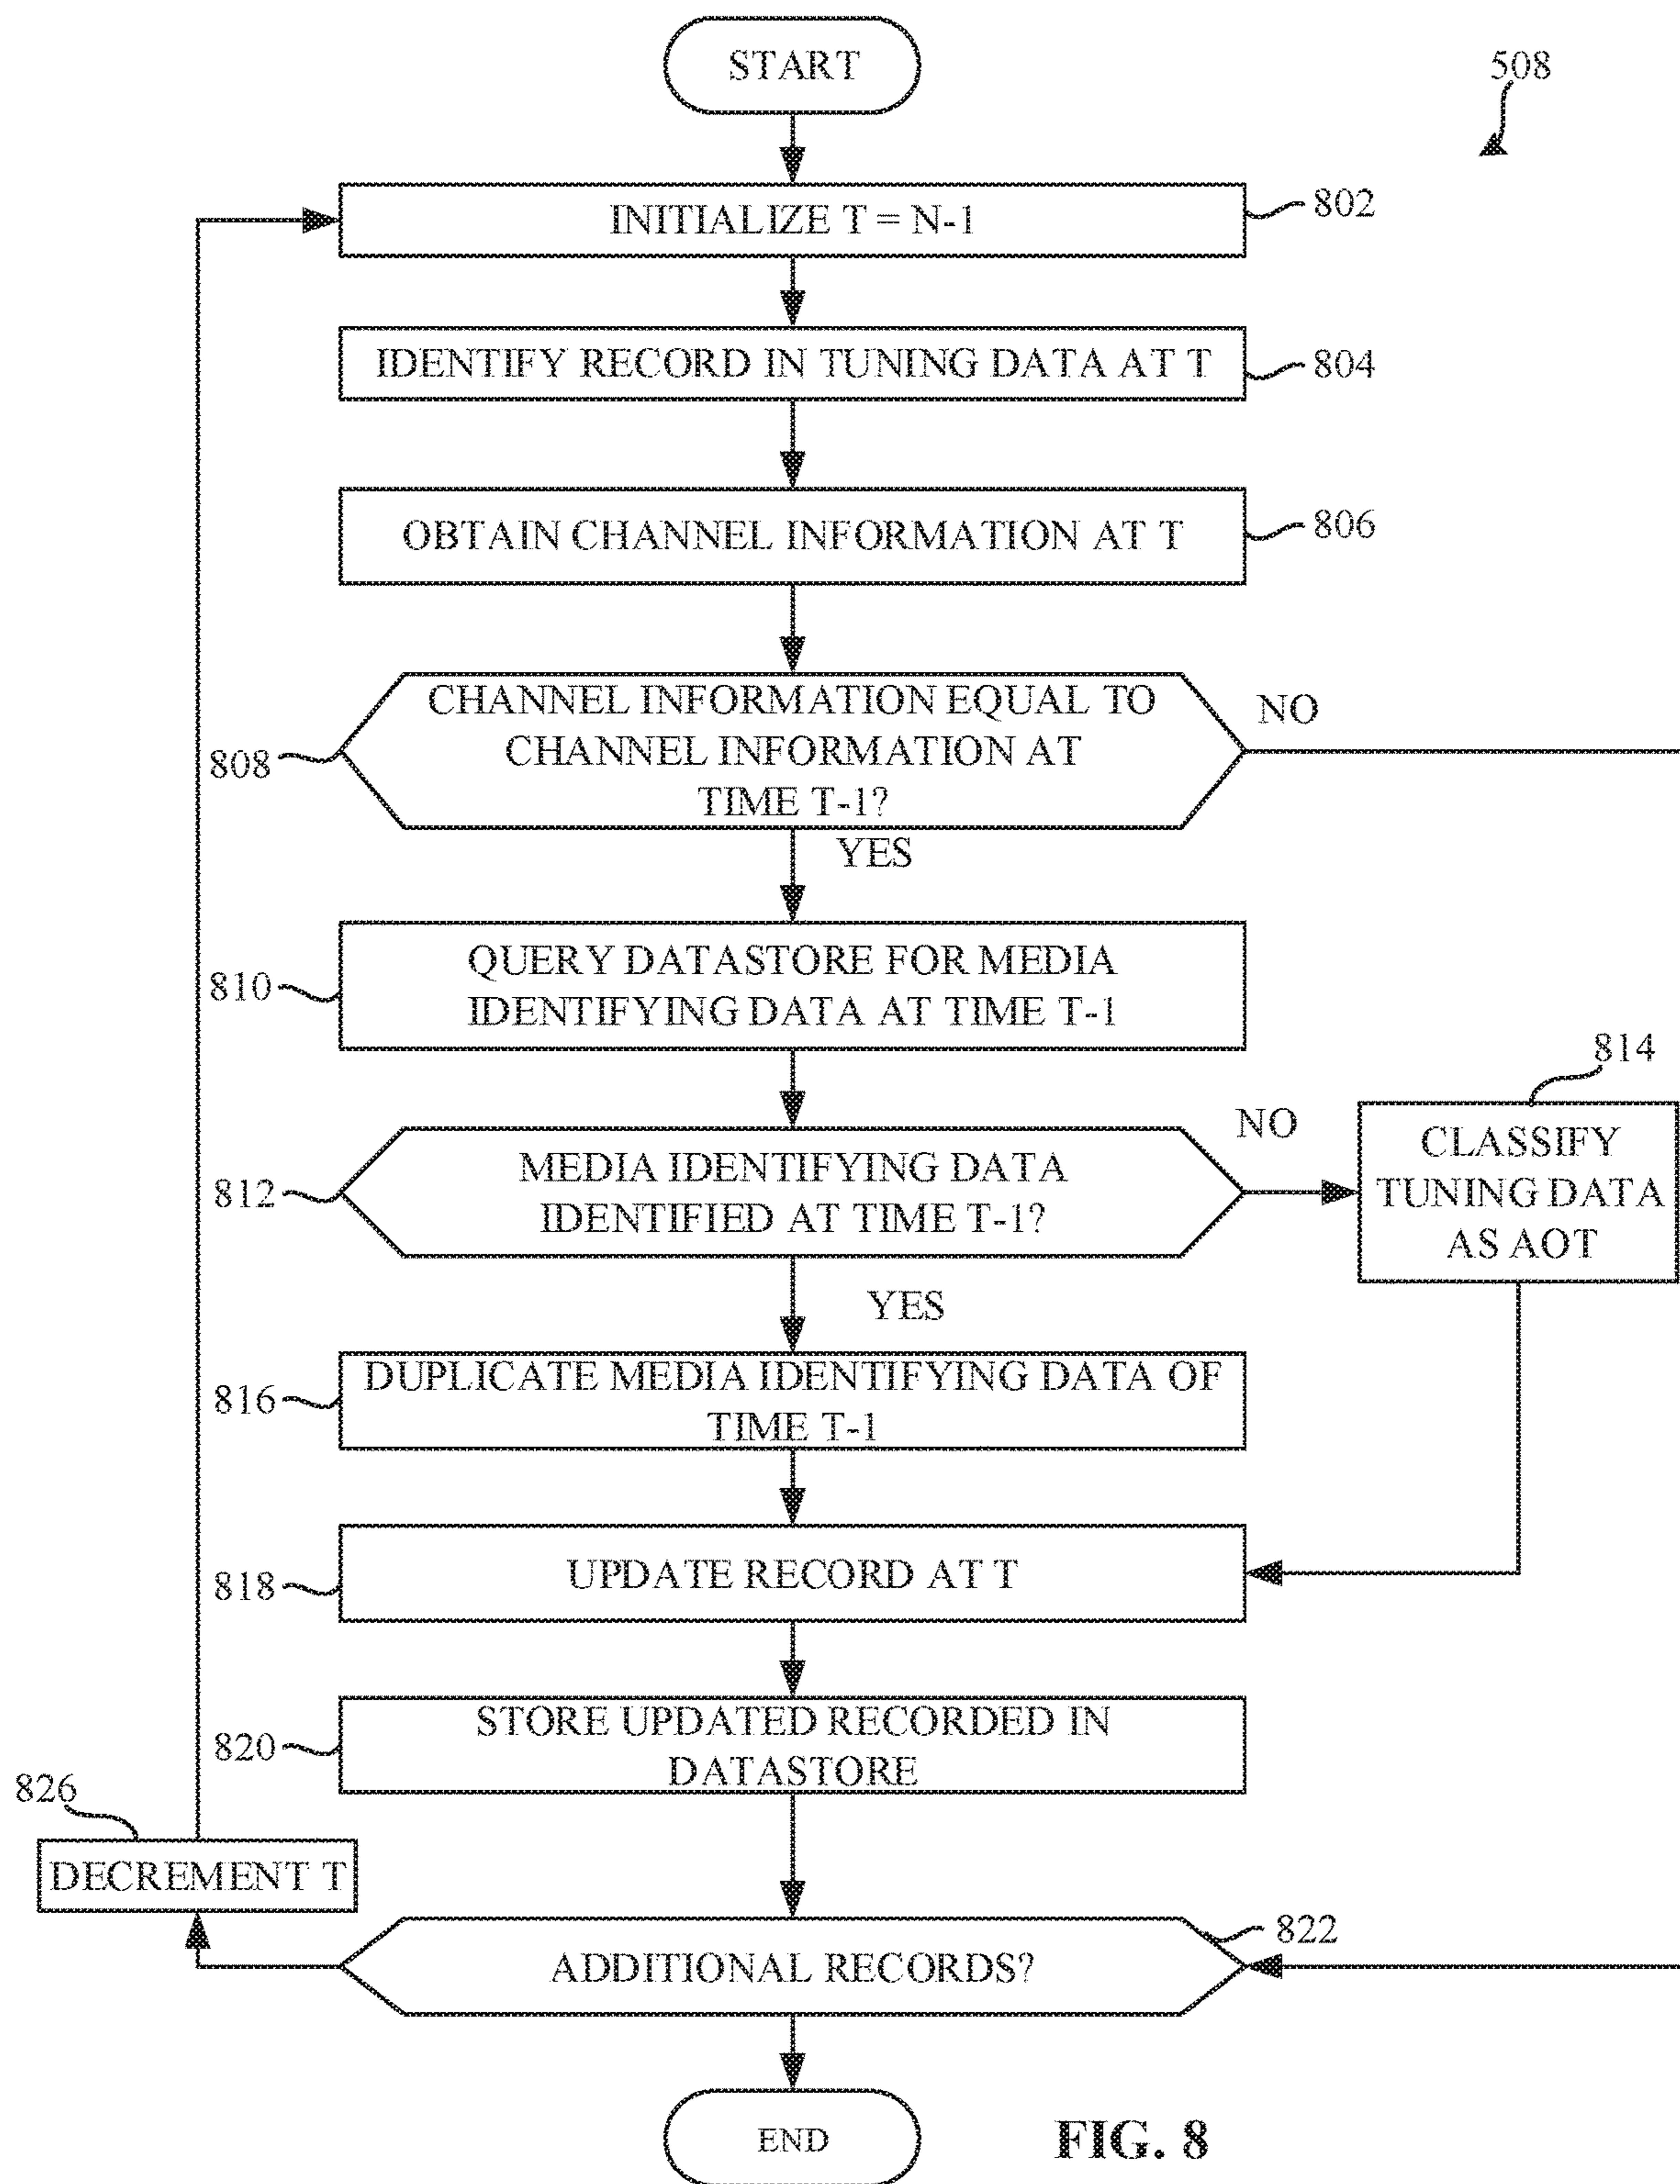 START
508
INITIALIZE T = N-1
802
IDENTIFY RECORD IN TUNING DATA AT T
804
OBTAIN CHANNEL INFORMATION AT T
806
CHANNEL INFORMATION EQUAL TO
CHANNEL INFORMATION AT
TIME T-1?
808
NO
YES
QUERY DATASTORE FOR MEDIA
IDENTIFYING DATA AT TIME T-1
810
MEDIA IDENTIFYING DATA
IDENTIFIED AT TIME T-1?
812
NO
814
CLASSIFY
TUNING DATA
AS AOT
YES
DUPLICATE MEDIA IDENTIFYING DATA OF
TIME T-1
816
UPDATE RECORD AT T
818
STORE UPDATED RECORDED IN
DATASTORE
820
826
DECREMENT T
ADDITIONAL RECORDS?
822
END
FIG. 8